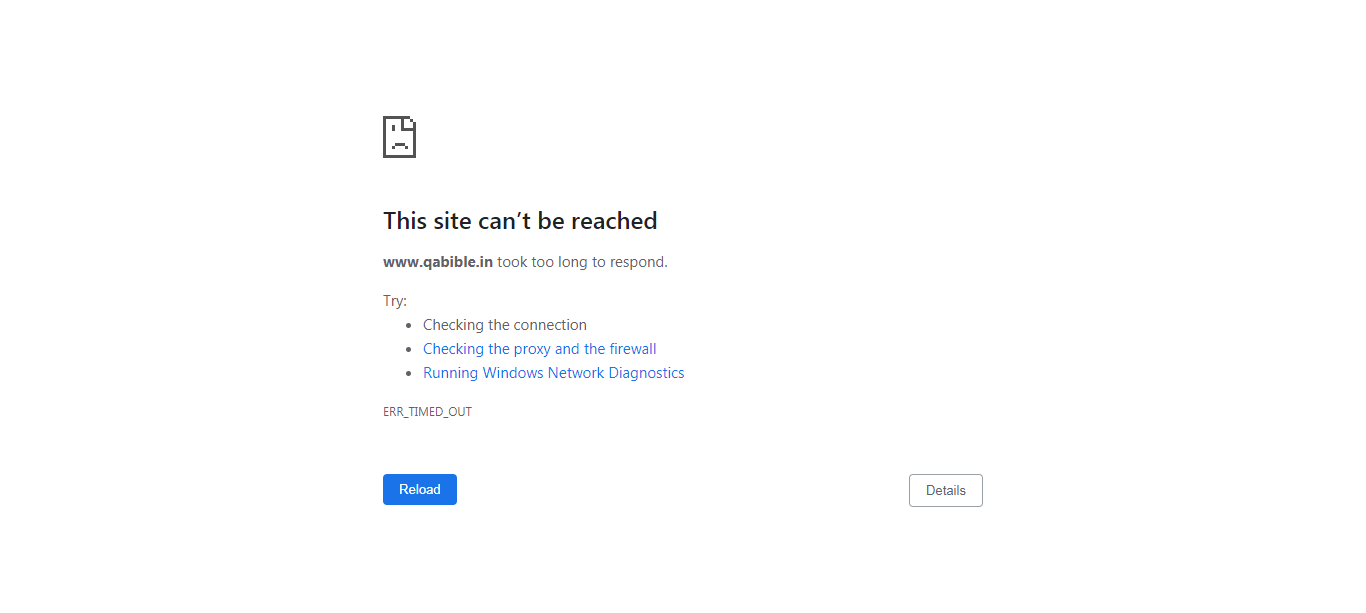 This site can’t be reached
www.qabible.in took too long to respond.
Try:
Checking the connection
Checking the proxy and the firewall
Running Windows Network Diagnostics
ERR_TIMED_OUT
Reload
Details